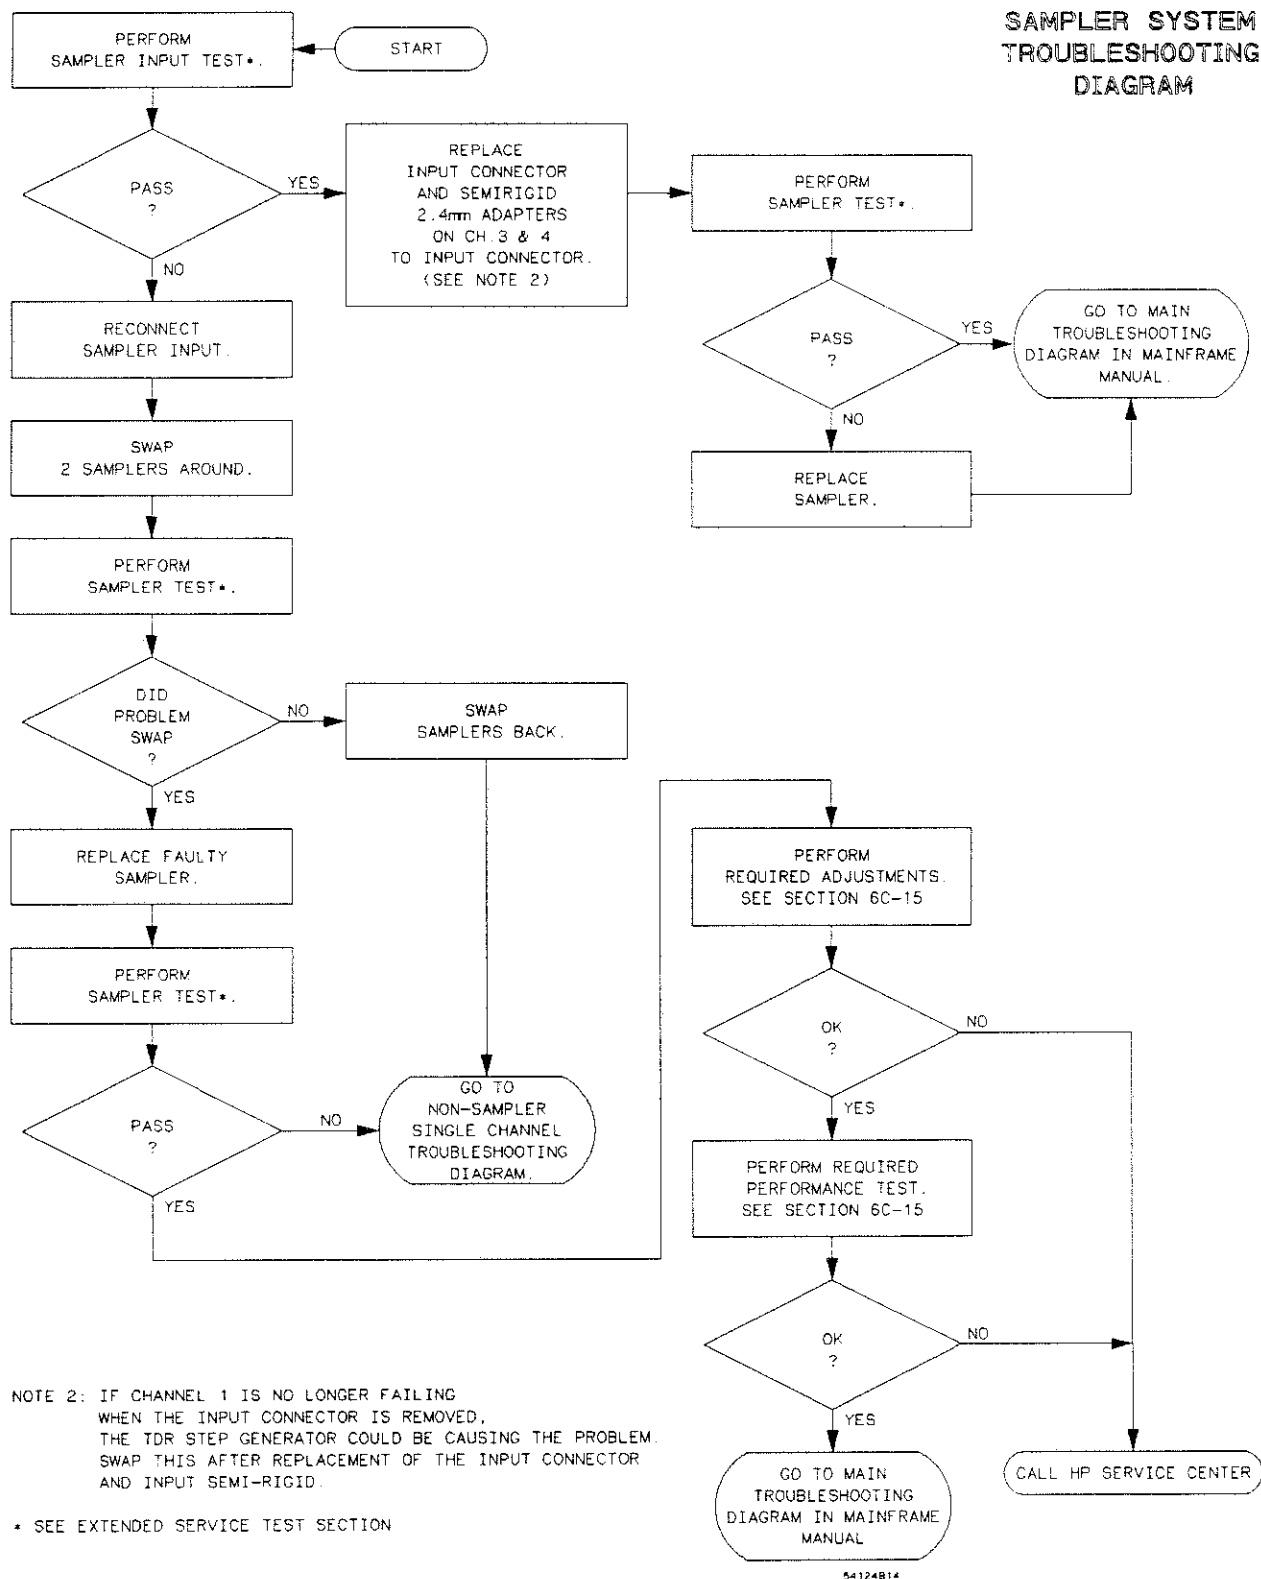 SAMPLER SYSTEM
TROUBLESHOOTING
DIAGRAM
START
PERFORM
SAMPLER INPUT TEST*.
PASS
?
YES
NO
REPLACE
INPUT CONNECTOR
AND SEMIRIGID
2.4mm ADAPTERS
ON CH.3 & 4
TO INPUT CONNECTOR.
(SEE NOTE 2)
PERFORM
SAMPLER TEST*.
PASS
?
YES
NO
GO TO MAIN
TROUBLESHOOTING
DIAGRAM IN MAINFRAME
MANUAL.
REPLACE
SAMPLER.
RECONNECT
SAMPLER INPUT.
SWAP
2 SAMPLERS AROUND.
PERFORM
SAMPLER TEST*.
DID
PROBLEM
SWAP
?
NO
YES
SWAP
SAMPLERS BACK.
REPLACE FAULTY
SAMPLER.
PERFORM
SAMPLER TEST*.
PASS
?
NO
YES
GO TO
NON-SAMPLER
SINGLE CHANNEL
TROUBLESHOOTING
DIAGRAM.
PERFORM
REQUIRED ADJUSTMENTS.
SEE SECTION 6C-15
OK
?
NO
YES
PERFORM REQUIRED
PERFORMANCE TEST.
SEE SECTION 6C-15
OK
?
NO
YES
GO TO MAIN
TROUBLESHOOTING
DIAGRAM IN MAINFRAME
MANUAL
CALL HP SERVICE CENTER
NOTE 2: IF CHANNEL 1 IS NO LONGER FAILING
WHEN THE INPUT CONNECTOR IS REMOVED,
THE TDR STEP GENERATOR COULD BE CAUSING THE PROBLEM.
SWAP THIS AFTER REPLACEMENT OF THE INPUT CONNECTOR
AND INPUT SEMI-RIGID.
* SEE EXTENDED SERVICE TEST SECTION
54124B14